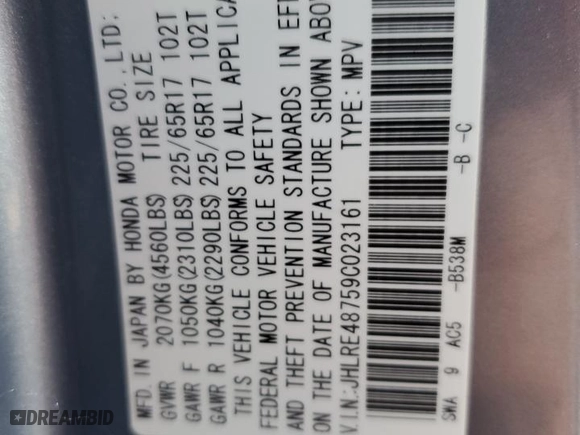 MFD. IN JAPAN BY HONDA MOTOR CO., LTD:
GVWR 2070KG(4560LBS) TIRE SIZE
GAWR F 1050KG(2310LBS) 225/65R17 102T
GAWR R 1040KG(2290LBS) 225/65R17 102T
THIS VEHICLE CONFORMS TO ALL APPLICA
FEDERAL MOTOR VEHICLE SAFETY
AND THEFT PREVENTION STANDARDS IN EF
ON THE DATE OF MANUFACTURE SHOWN ABO
V.I.N.:JHLRE48759C023161 TYPE: MPV
SWA 9 AC5 -B538M -B -C
DREAMBID